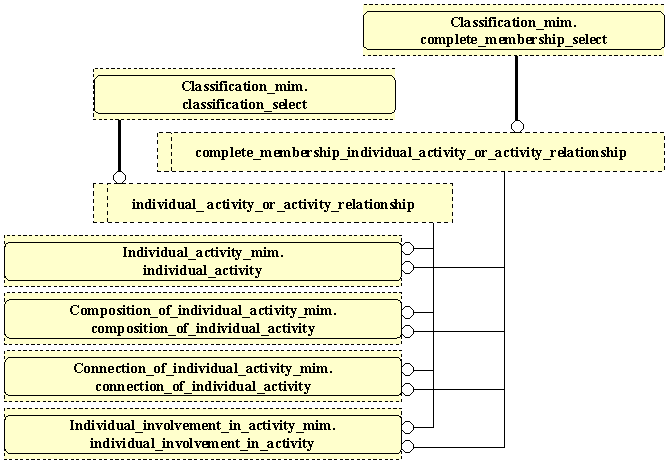 Classification_mim.
complete_membership_select
Classification_mim.
classification_select
complete_membership_individual_activity_or_activity_relationship
individual_ activity_or_activity_relationship
Individual_activity_mim.
individual_activity
Composition_of_individual_activity_mim.
composition_of_individual_activity
Connection_of_individual_activity_mim.
connection_of_individual_activity
Individual_involvement_in_activity_mim.
individual_involvement_in_activity